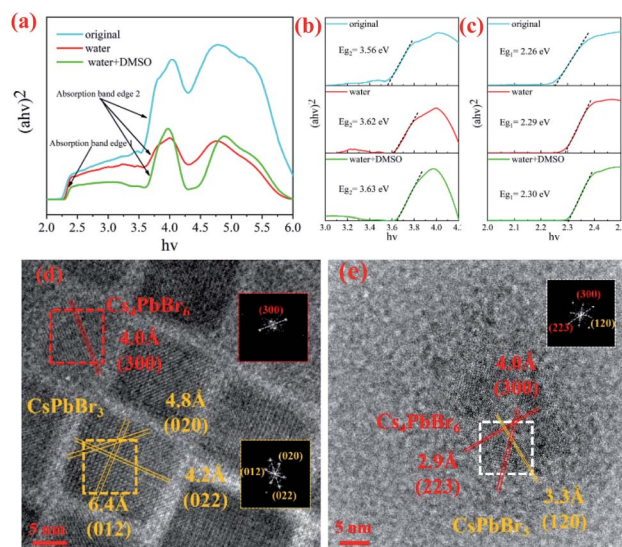 (a)
original
water
water+DMSO
Absorption band edge 2
Absorption band edge 1
(ahv)2
hv
2.0 2.5 3.0 3.5 4.0 4.5 5.0 5.5 6.0
(b)
original
Eg2= 3.56 eV
water
Eg2= 3.62 eV
water+DMSO
Eg2= 3.63 eV
(ahv)2
hv
3.0 3.2 3.4 3.6 3.8 4.0 4.2
(c)
original
Eg1= 2.26 eV
water
Eg1= 2.29 eV
water+DMSO
Eg1= 2.30 eV
(ahv)2
hv
2.0 2.1 2.2 2.3 2.4 2.5
(d)
Cs4PbBr6
4.0Å
(300)
(300)
CsPbBr3
4.8Å
(020)
4.2Å
(022)
6.4Å
(012)
(020)
(012)
(022)
5 nm
(e)
(300)
(223)
(120)
4.0Å
(300)
Cs4PbBr6
2.9Å
(223)
3.3Å
(120)
CsPbBr3
5 nm